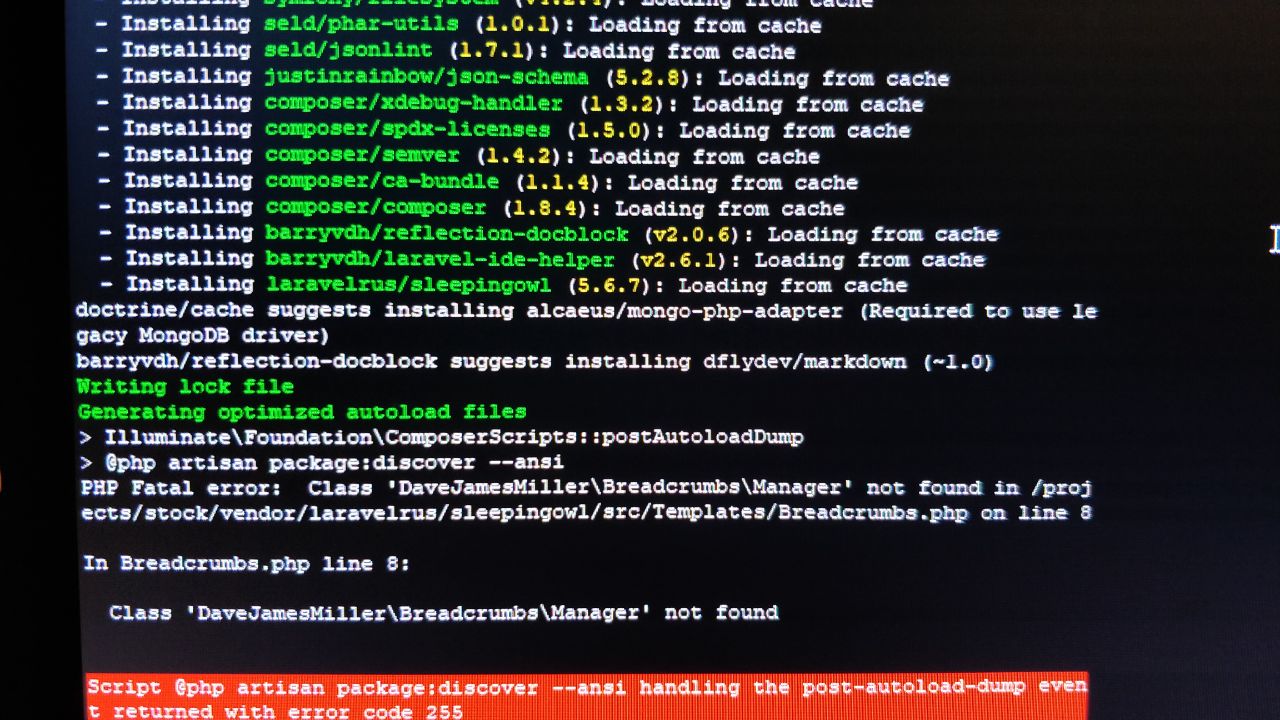 - Installing symfony/filesystem (v4.2.4): Loading from cache
- Installing seld/phar-utils (1.0.1): Loading from cache
- Installing seld/jsonlint (1.7.1): Loading from cache
- Installing justinrainbow/json-schema (5.2.8): Loading from cache
- Installing composer/xdebug-handler (1.3.2): Loading from cache
- Installing composer/spdx-licenses (1.5.0): Loading from cache
- Installing composer/semver (1.4.2): Loading from cache
- Installing composer/ca-bundle (1.1.4): Loading from cache
- Installing composer/composer (1.8.4): Loading from cache
- Installing barryvdh/reflection-docblock (v2.0.6): Loading from cache
- Installing barryvdh/laravel-ide-helper (v2.6.1): Loading from cache
- Installing laravelrus/sleepingowl (5.6.7): Loading from cache
doctrine/cache suggests installing alcaeus/mongo-php-adapter (Required to use le
gacy MongoDB driver)
barryvdh/reflection-docblock suggests installing dflydev/markdown (~1.0)
Writing lock file
Generating optimized autoload files
> Illuminate\Foundation\ComposerScripts::postAutoloadDump
> @php artisan package:discover --ansi
PHP Fatal error:  Class 'DaveJamesMiller\Breadcrumbs\Manager' not found in /proj
ects/stock/vendor/laravelrus/sleepingowl/src/Templates/Breadcrumbs.php on line 8
In Breadcrumbs.php line 8:
Class 'DaveJamesMiller\Breadcrumbs\Manager' not found
Script @php artisan package:discover --ansi handling the post-autoload-dump even
t returned with error code 255